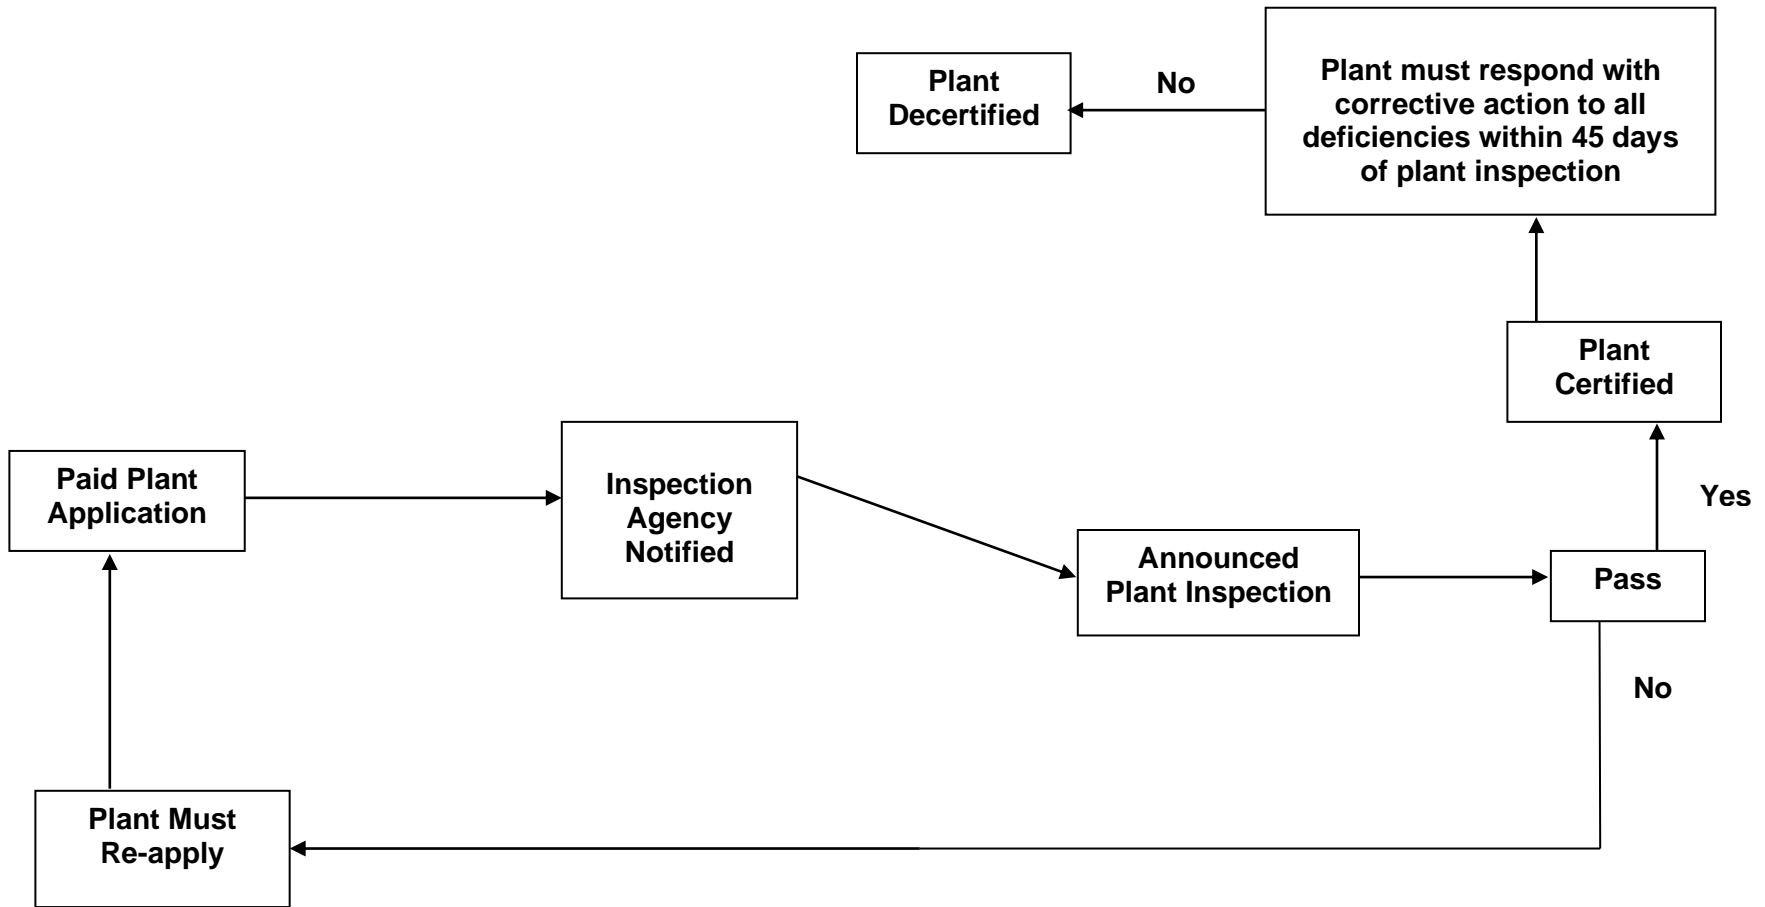 Plant
Decertified
No
Plant must respond with
corrective action to all
deficiencies within 45 days
of plant inspection
Plant
Certified
Paid Plant
Application
Inspection
Agency
Notified
Yes
Announced
Plant Inspection
Pass
No
Plant Must
Re-apply